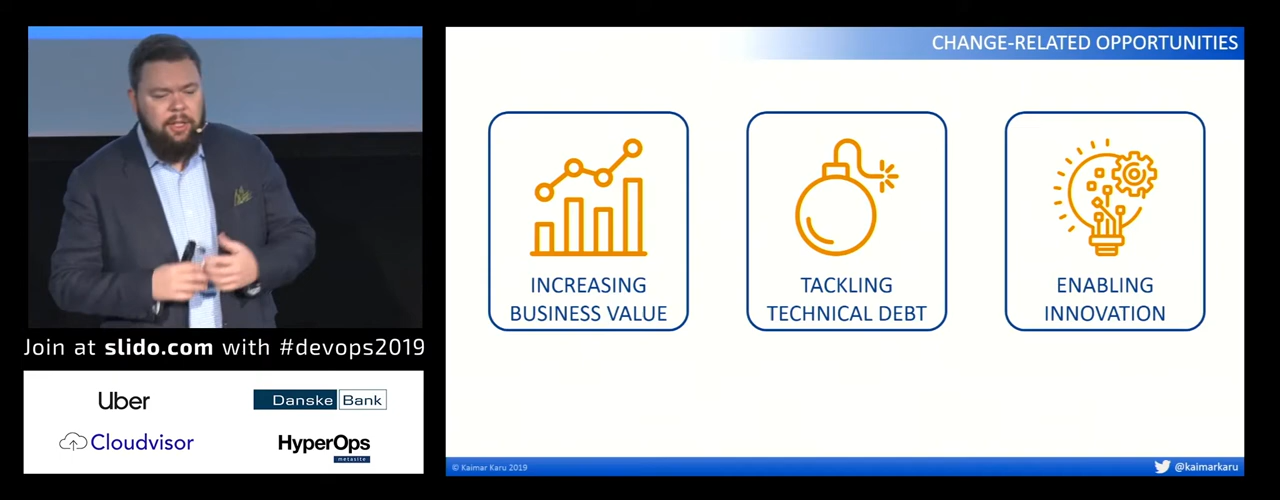 CHANGE-RELATED OPPORTUNITIES
INCREASING
BUSINESS VALUE
TACKLING
TECHNICAL DEBT
ENABLING
INNOVATION
Join at slido.com with #devops2019
Uber
Danske Bank
Cloudvisor
HyperOps
metasite
© Kaimar Karu 2019
@kaimarkaru